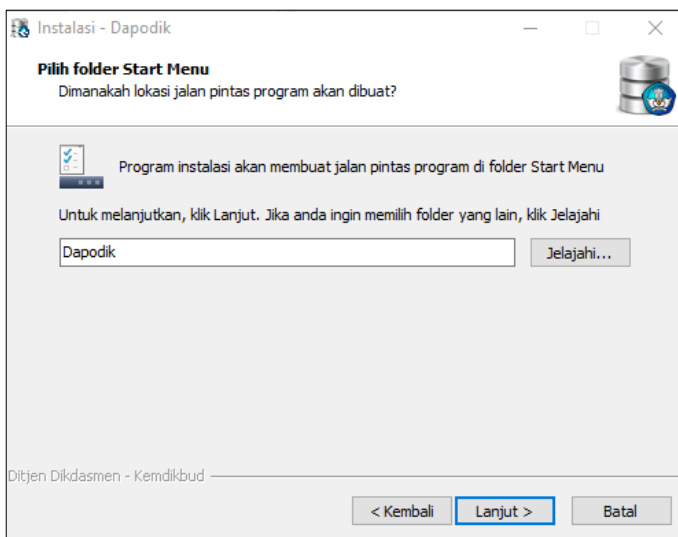 Instalasi - Dapodik
Pilih folder Start Menu
Dimanakah lokasi jalan pintas program akan dibuat?
Program instalasi akan membuat jalan pintas program di folder Start Menu
Untuk melanjutkan, klik Lanjut. Jika anda ingin memilih folder yang lain, klik Jelajahi
Dapodik
Jelajahi...
Ditjen Dikdasmen - Kemdikbud
< Kembali
Lanjut >
Batal